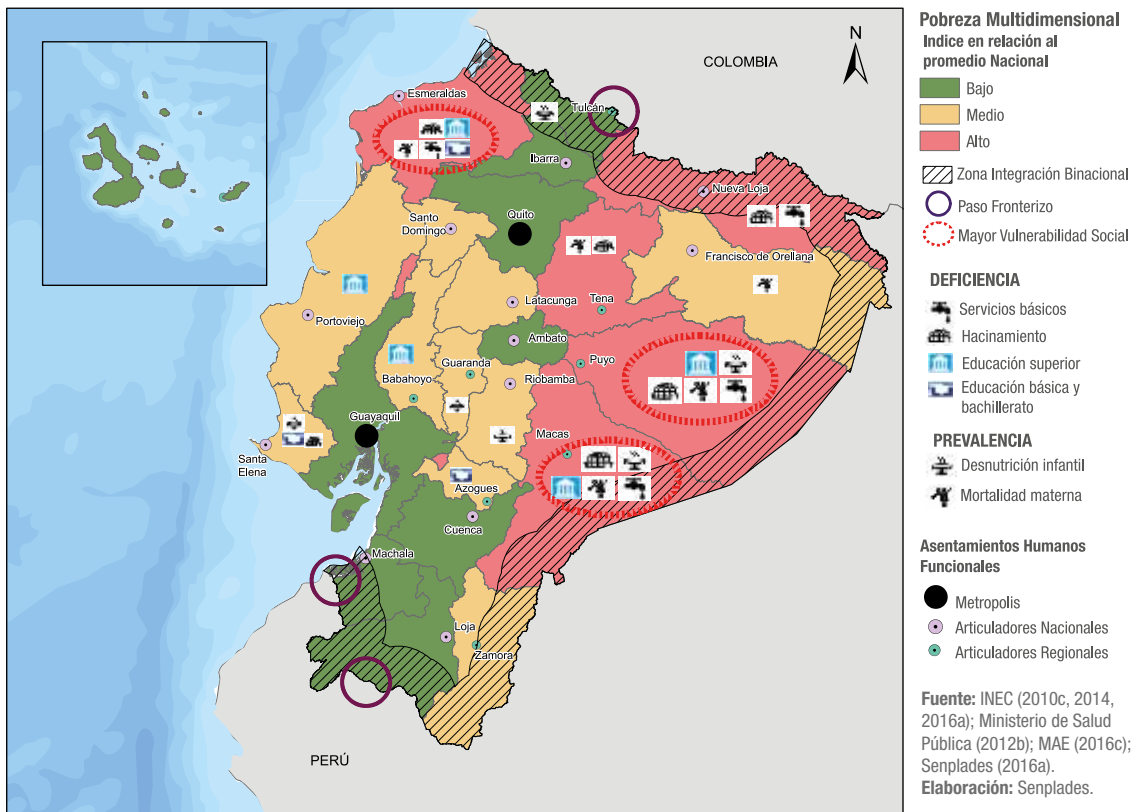 N
COLOMBIA
Esmeraldas
Tulcán
Ibarra
Nueva Loja
Santo
Domingo
Quito
Francisco de Orellana
Latacunga
Tena
Portoviejo
Ambato
Puyo
Guaranda
Babahoyo
Riobamba
Guayaquil
Macas
Santa
Elena
Azogues
Cuenca
Machala
Loja
Zamora
PERÚ
Pobreza Multidimensional
Indice en relación al
promedio Nacional
Bajo
Medio
Alto
Zona Integración Binacional
Paso Fronterizo
Mayor Vulnerabilidad Social
DEFICIENCIA
Servicios básicos
Hacinamiento
Educación superior
Educación básica y
bachillerato
PREVALENCIA
Desnutrición infantil
Mortalidad materna
Asentamientos Humanos
Funcionales
Metropolis
Articuladores Nacionales
Articuladores Regionales
Fuente: INEC (2010c, 2014,
2016a); Ministerio de Salud
Pública (2012b); MAE (2016c);
Senplades (2016a).
Elaboración: Senplades.